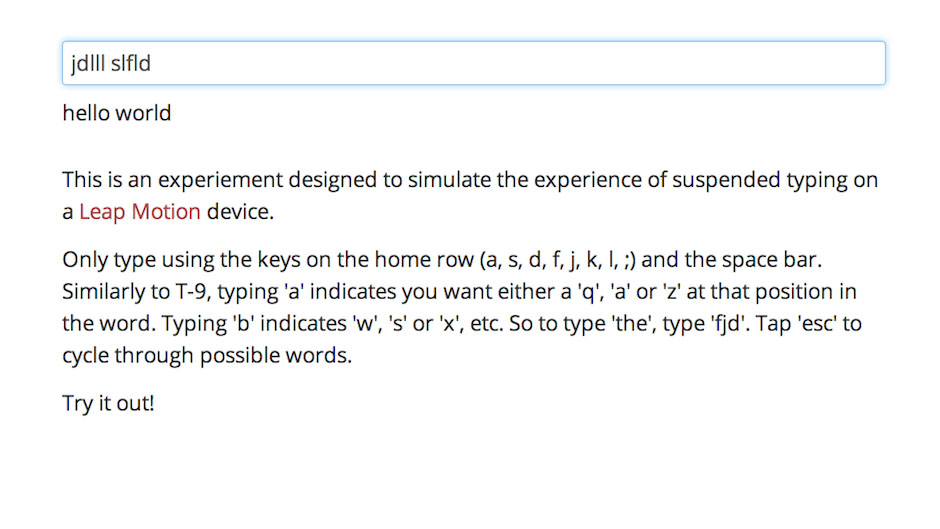 jdlll slfld
hello world
This is an experiement designed to simulate the experience of suspended typing on
a Leap Motion device.
Only type using the keys on the home row (a, s, d, f, j, k, l, ;) and the space bar.
Similarly to T-9, typing 'a' indicates you want either a 'q', 'a' or 'z' at that position in
the word. Typing 'b' indicates 'w', 's' or 'x', etc. So to type 'the', type 'fjd'. Tap 'esc' to
cycle through possible words.
Try it out!